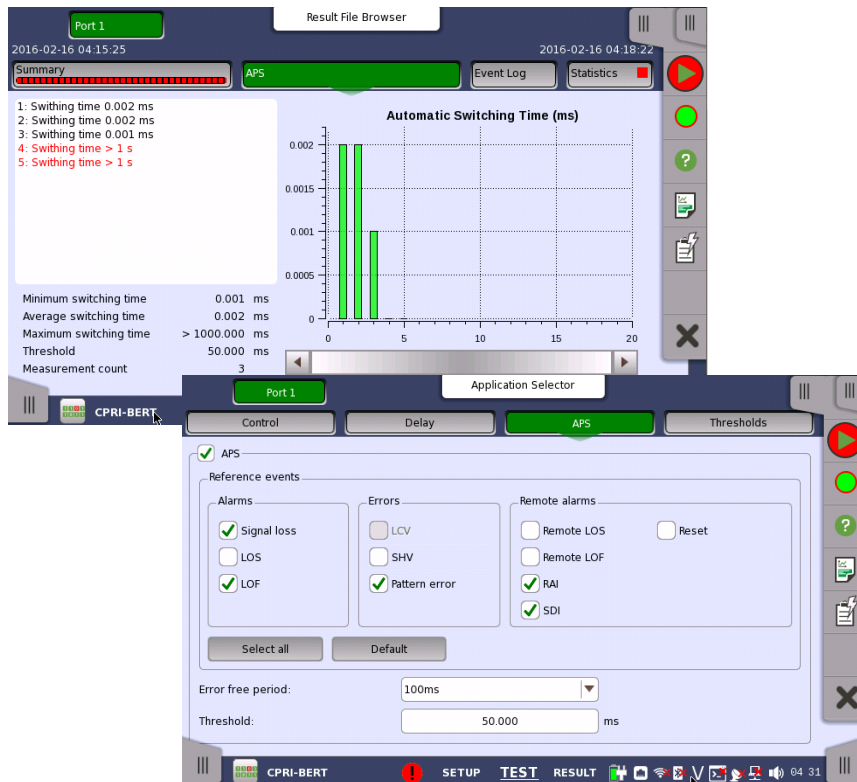 Result File Browser
Port 1
2016-02-16 04:15:25 2016-02-16 04:18:22
Summary APS Event Log Statistics
1: Swithing time 0.002 ms
2: Swithing time 0.002 ms
3: Swithing time 0.001 ms
4: Swithing time > 1 s
5: Swithing time > 1 s
Automatic Switching Time (ms)
0.002
0.0015
0.001
0.0005
0
0 5 10 15 20
Minimum switching time 0.001 ms
Average switching time 0.002 ms
Maximum switching time > 1000.000 ms
Threshold 50.000 ms
Measurement count 3
CPRI-BERT
Application Selector
Port 1
Control Delay APS Thresholds
APS
Reference events
Alarms Errors Remote alarms
Signal loss LCV Remote LOS Reset
LOS SHV Remote LOF
LOF Pattern error RAI
SDI
Select all Default
Error free period: 100ms
Threshold: 50.000 ms
CPRI-BERT SETUP TEST RESULT 04 31